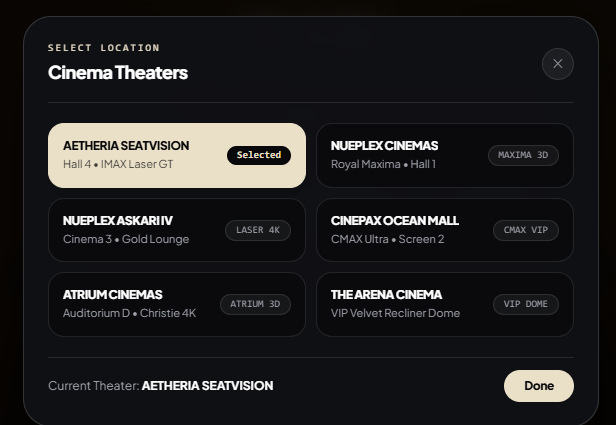 SELECT LOCATION
Cinema Theaters
AETHERIA SEATVISION
Hall 4 • IMAX Laser GT
Selected
NUEPLEX CINEMAS
Royal Maxima • Hall 1
MAXIMA 3D
NUEPLEX ASKARI IV
Cinema 3 • Gold Lounge
LASER 4K
CINEPAX OCEAN MALL
CMAX Ultra • Screen 2
CMAX VIP
ATRIUM CINEMAS
Auditorium D • Christie 4K
ATRIUM 3D
THE ARENA CINEMA
VIP Velvet Recliner Dome
VIP DOME
Current Theater: AETHERIA SEATVISION
Done